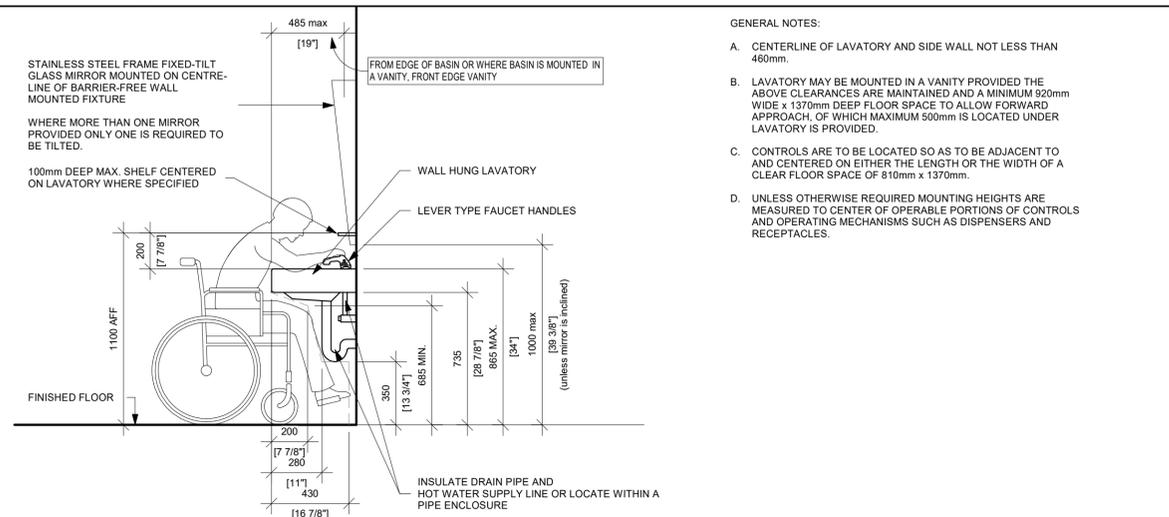 485 max
[19"]
STAINLESS STEEL FRAME FIXED-TILT
GLASS MIRROR MOUNTED ON CENTRE-
LINE OF BARRIER-FREE WALL
MOUNTED FIXTURE
WHERE MORE THAN ONE MIRROR
PROVIDED ONLY ONE IS REQUIRED TO
BE TILTED.
100mm DEEP MAX. SHELF CENTERED
ON LAVATORY WHERE SPECIFIED
FROM EDGE OF BASIN OR WHERE BASIN IS MOUNTED IN
A VANITY, FRONT EDGE VANITY
WALL HUNG LAVATORY
LEVER TYPE FAUCET HANDLES
200
[7 7/8"]
1100 AFF
350
[13 3/4"]
685 MIN.
735
[28 7/8"]
865 MAX.
[34"]
1000 max
[39 3/8"]
(unless mirror is inclined)
FINISHED FLOOR
200
[7 7/8"]
280
[11"]
430
[16 7/8"]
INSULATE DRAIN PIPE AND
HOT WATER SUPPLY LINE OR LOCATE WITHIN A
PIPE ENCLOSURE
GENERAL NOTES:
A. CENTERLINE OF LAVATORY AND SIDE WALL NOT LESS THAN
460mm.
B. LAVATORY MAY BE MOUNTED IN A VANITY PROVIDED THE
ABOVE CLEARANCES ARE MAINTAINED AND A MINIMUM 920mm
WIDE x 1370mm DEEP FLOOR SPACE TO ALLOW FORWARD
APPROACH, OF WHICH MAXIMUM 500mm IS LOCATED UNDER
LAVATORY IS PROVIDED.
C. CONTROLS ARE TO BE LOCATED SO AS TO BE ADJACENT TO
AND CENTERED ON EITHER THE LENGTH OR THE WIDTH OF A
CLEAR FLOOR SPACE OF 810mm x 1370mm.
D. UNLESS OTHERWISE REQUIRED MOUNTING HEIGHTS ARE
MEASURED TO CENTER OF OPERABLE PORTIONS OF CONTROLS
AND OPERATING MECHANISMS SUCH AS DISPENSERS AND
RECEPTACLES.